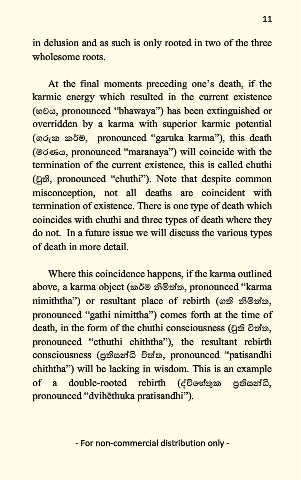 11
in delusion and as such is only rooted in two of the three
wholesome roots.
At the final moments preceding one’s death, if the
karmic energy which resulted in the current existence
(භවය, pronounced “bhawaya”) has been extinguished or
overridden by a karma with superior karmic potential
(ගරුක කර්ම, pronounced “garuka karma”), this death
(මරණය, pronounced “maranaya”) will coincide with the
termination of the current existence, this is called chuthi
(චුති, pronounced “chuthi”). Note that despite common
misconception, not all deaths are coincident with
termination of existence. There is one type of death which
coincides with chuthi and three types of death where they
do not. In a future issue we will discuss the various types
of death in more detail.
Where this coincidence happens, if the karma outlined
above, a karma object (කර්ම නිමිත්ත, pronounced “karma
nimiththa”) or resultant place of rebirth (ගති නිමිත්ත,
pronounced “gathi nimittha”) comes forth at the time of
death, in the form of the chuthi consciousness (චුති චිත්ත,
pronounced “cthuthi chiththa”), the resultant rebirth
consciousness (ප්‍රතිසන්ධි චිත්ත, pronounced “patisandhi
chiththa”) will be lacking in wisdom. This is an example
of a double-rooted rebirth (ද්විහේතුක ප්‍රතිසන්ධි,
pronounced “dvihēthuka pratisandhi”).
- For non-commercial distribution only -